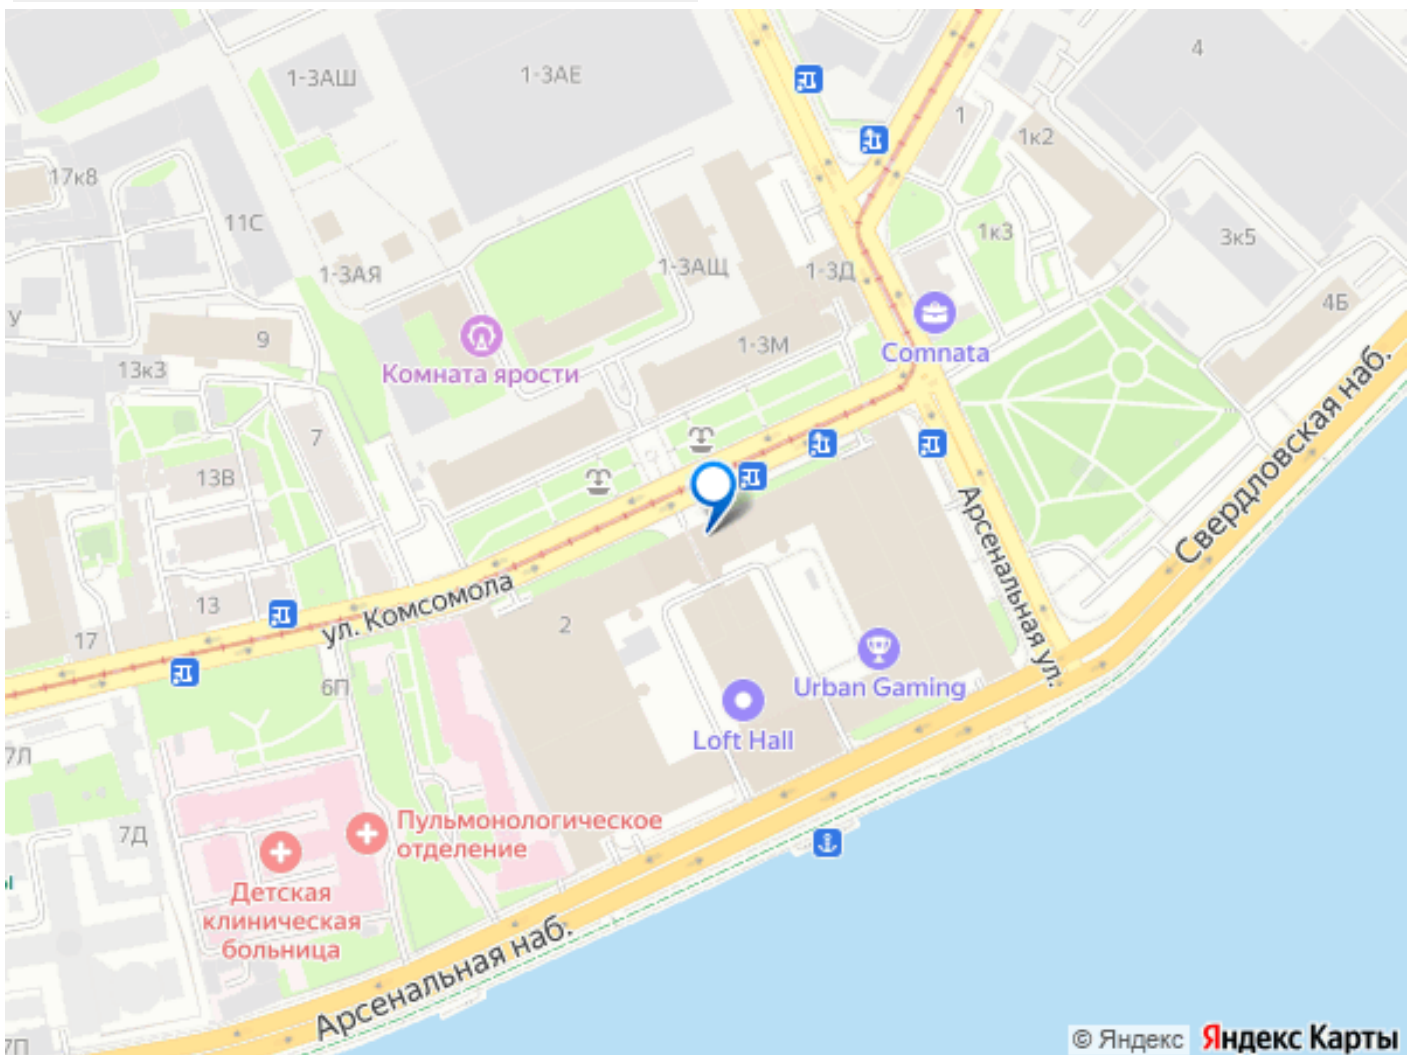 4
1-3АШ
1-3АЕ
1
1к2
17к8
11С
1к3
3к5
1-3АЯ
1-3АЩ
1-3Д
4Б
У
9
13к3
Комната ярости
1-3М
Comnata
7
13В
Свердловская наб.
Арсенальная ул.
13
ул. Комсомола
2
17
6П
Urban Gaming
Loft Hall
7Л
7Д
Пульмонологическое
отделение
Детская
клиническая
больница
ы
Арсенальная наб.
7П
© Яндекс Яндекс Карты